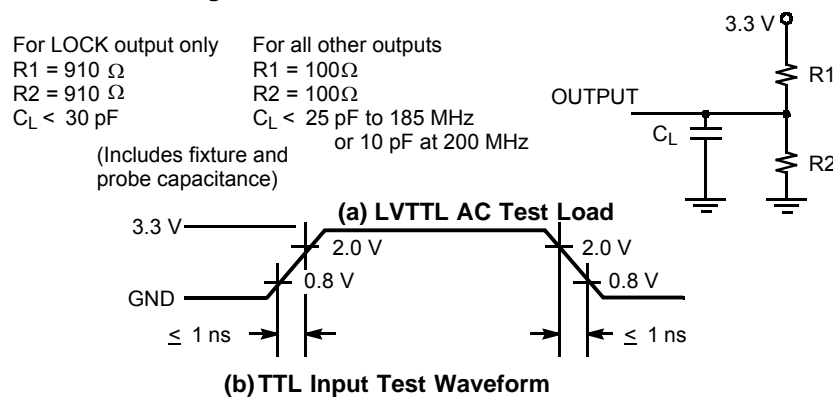 For LOCK output only
R1 = 910 Ω
R2 = 910 Ω
CL < 30 pF
For all other outputs
R1 = 100Ω
R2 = 100Ω
CL < 25 pF to 185 MHz
or 10 pF at 200 MHz
(Includes fixture and
probe capacitance)
3.3 V
R1
OUTPUT
CL
R2
(a) LVTTL AC Test Load
3.3 V
2.0 V
2.0 V
0.8 V
0.8 V
GND
≤ 1 ns
≤ 1 ns
(b) TTL Input Test Waveform